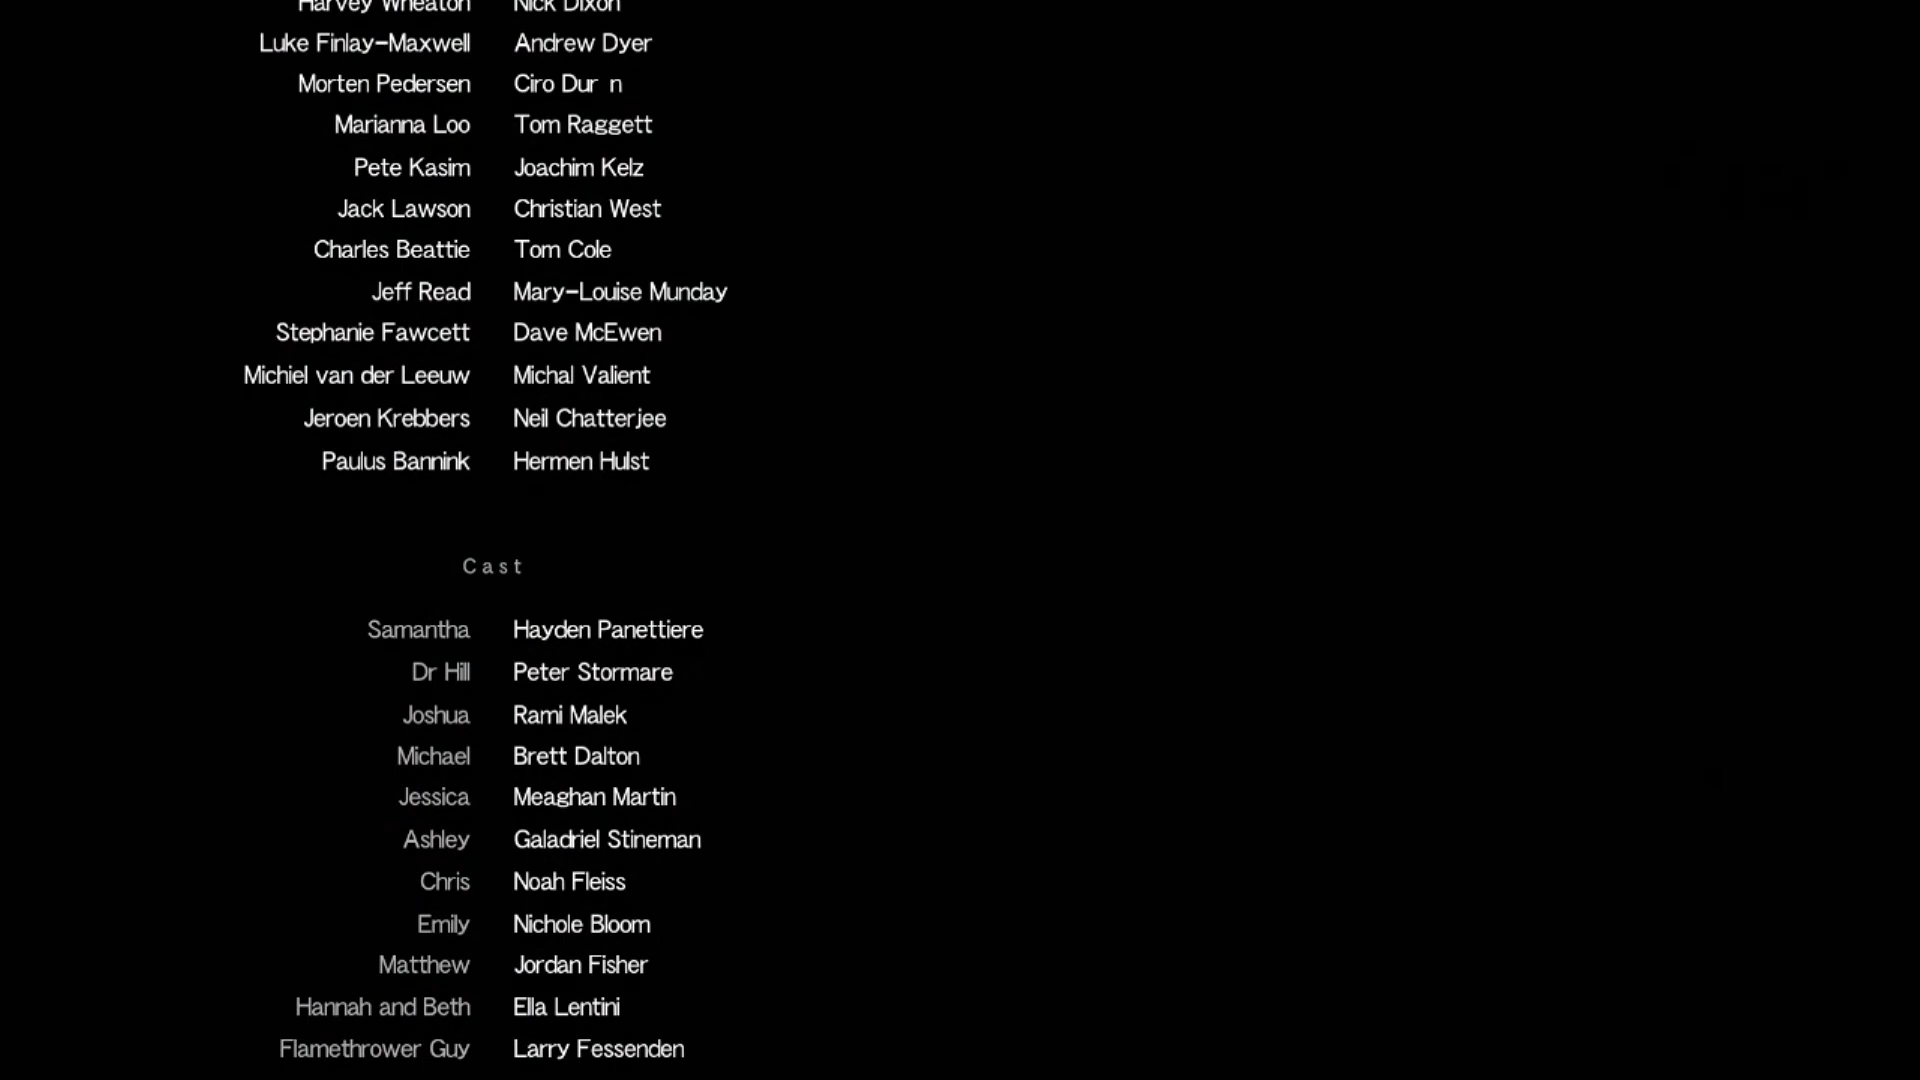 Harvey Wheaton Nick Dixon
Luke Finlay-Maxwell Andrew Dyer
Morten Pedersen Ciro Dur n
Marianna Loo Tom Raggett
Pete Kasim Joachim Kelz
Jack Lawson Christian West
Charles Beattie Tom Cole
Jeff Read Mary-Louise Munday
Stephanie Fawcett Dave McEwen
Michiel van der Leeuw Michal Valient
Jeroen Krebbers Neil Chatterjee
Paulus Bannink Hermen Hulst
Cast
Samantha Hayden Panettiere
Dr Hill Peter Stormare
Joshua Rami Malek
Michael Brett Dalton
Jessica Meaghan Martin
Ashley Galadriel Stineman
Chris Noah Fleiss
Emily Nichole Bloom
Matthew Jordan Fisher
Hannah and Beth Ella Lentini
Flamethrower Guy Larry Fessenden